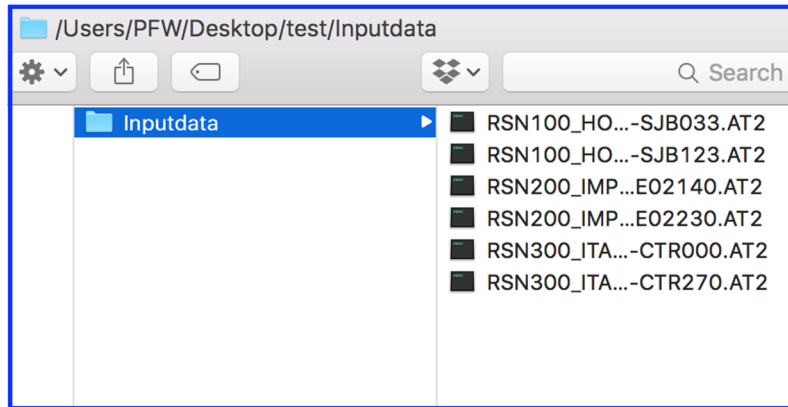 /Users/PFW/Desktop/test/Inputdata
Search
Inputdata
RSN100_HO...-SJB033.AT2
RSN100_HO...-SJB123.AT2
RSN200_IMP...E02140.AT2
RSN200_IMP...E02230.AT2
RSN300_ITA...-CTR000.AT2
RSN300_ITA...-CTR270.AT2